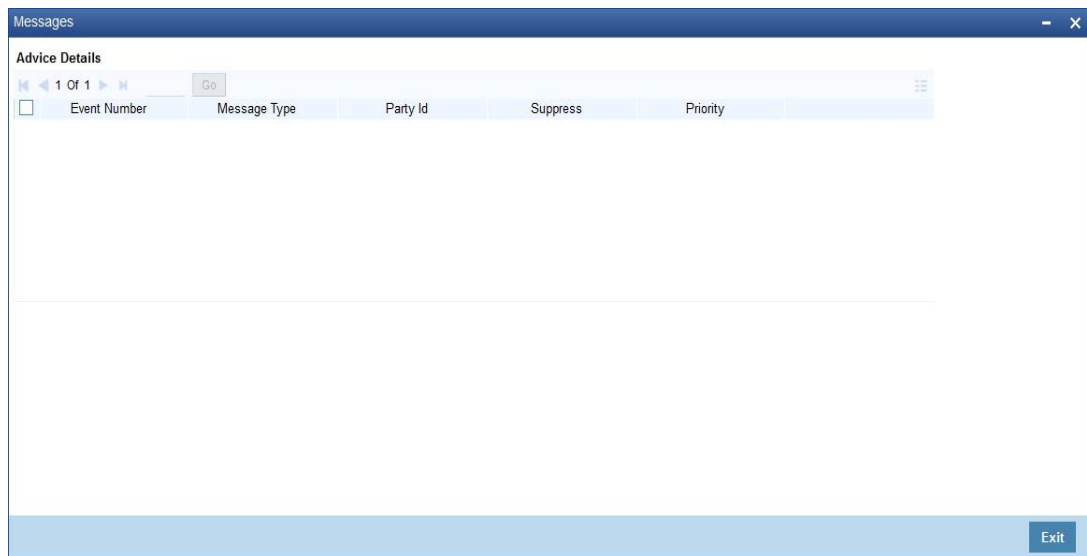 Messages
Advice Details
1 Of 1 Go
Event Number Message Type Party Id Suppress Priority
Exit